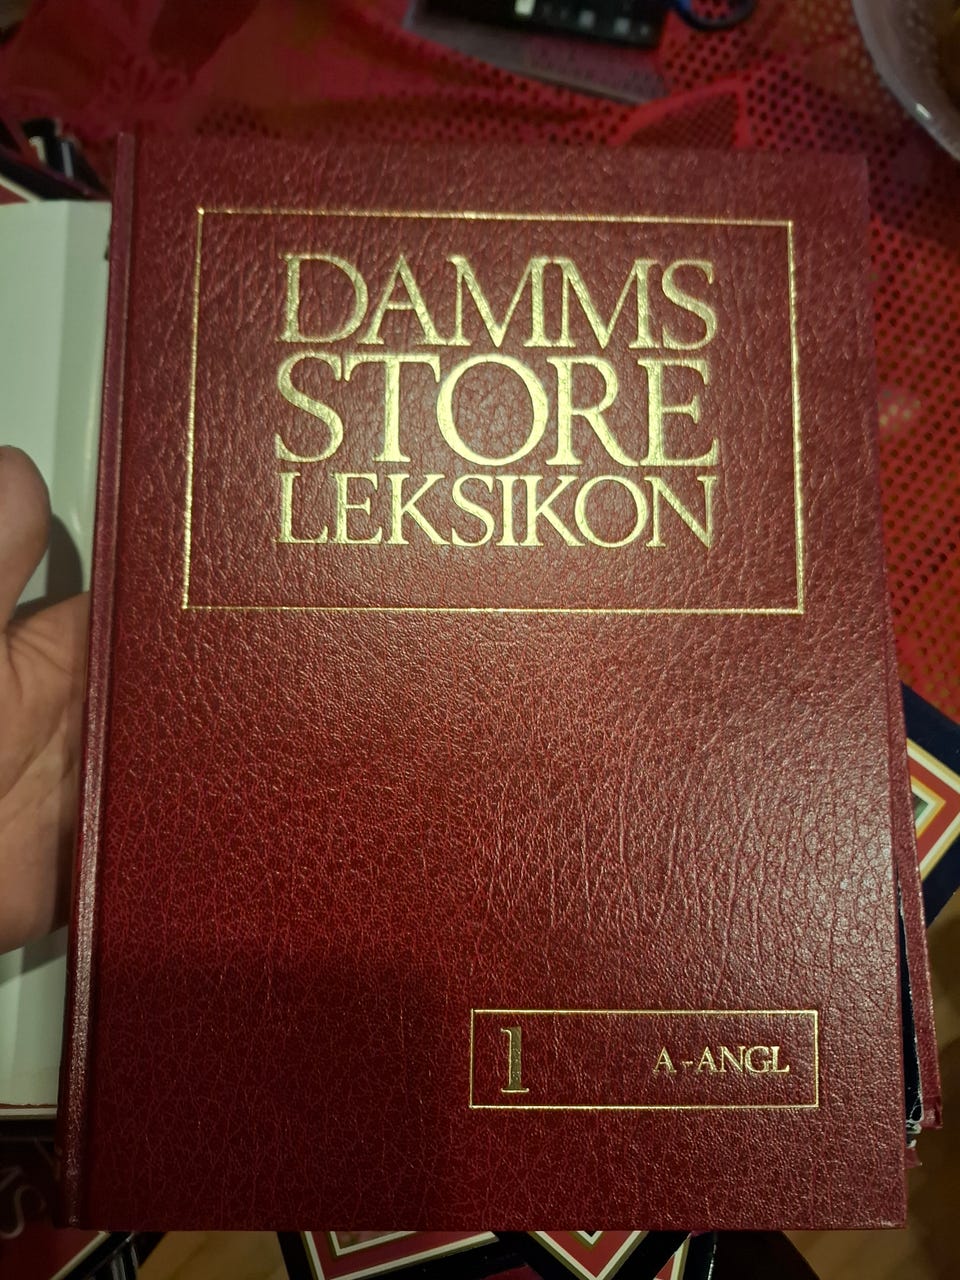 DAMMS
STORE
LEKSIKON
1 A-ANGL